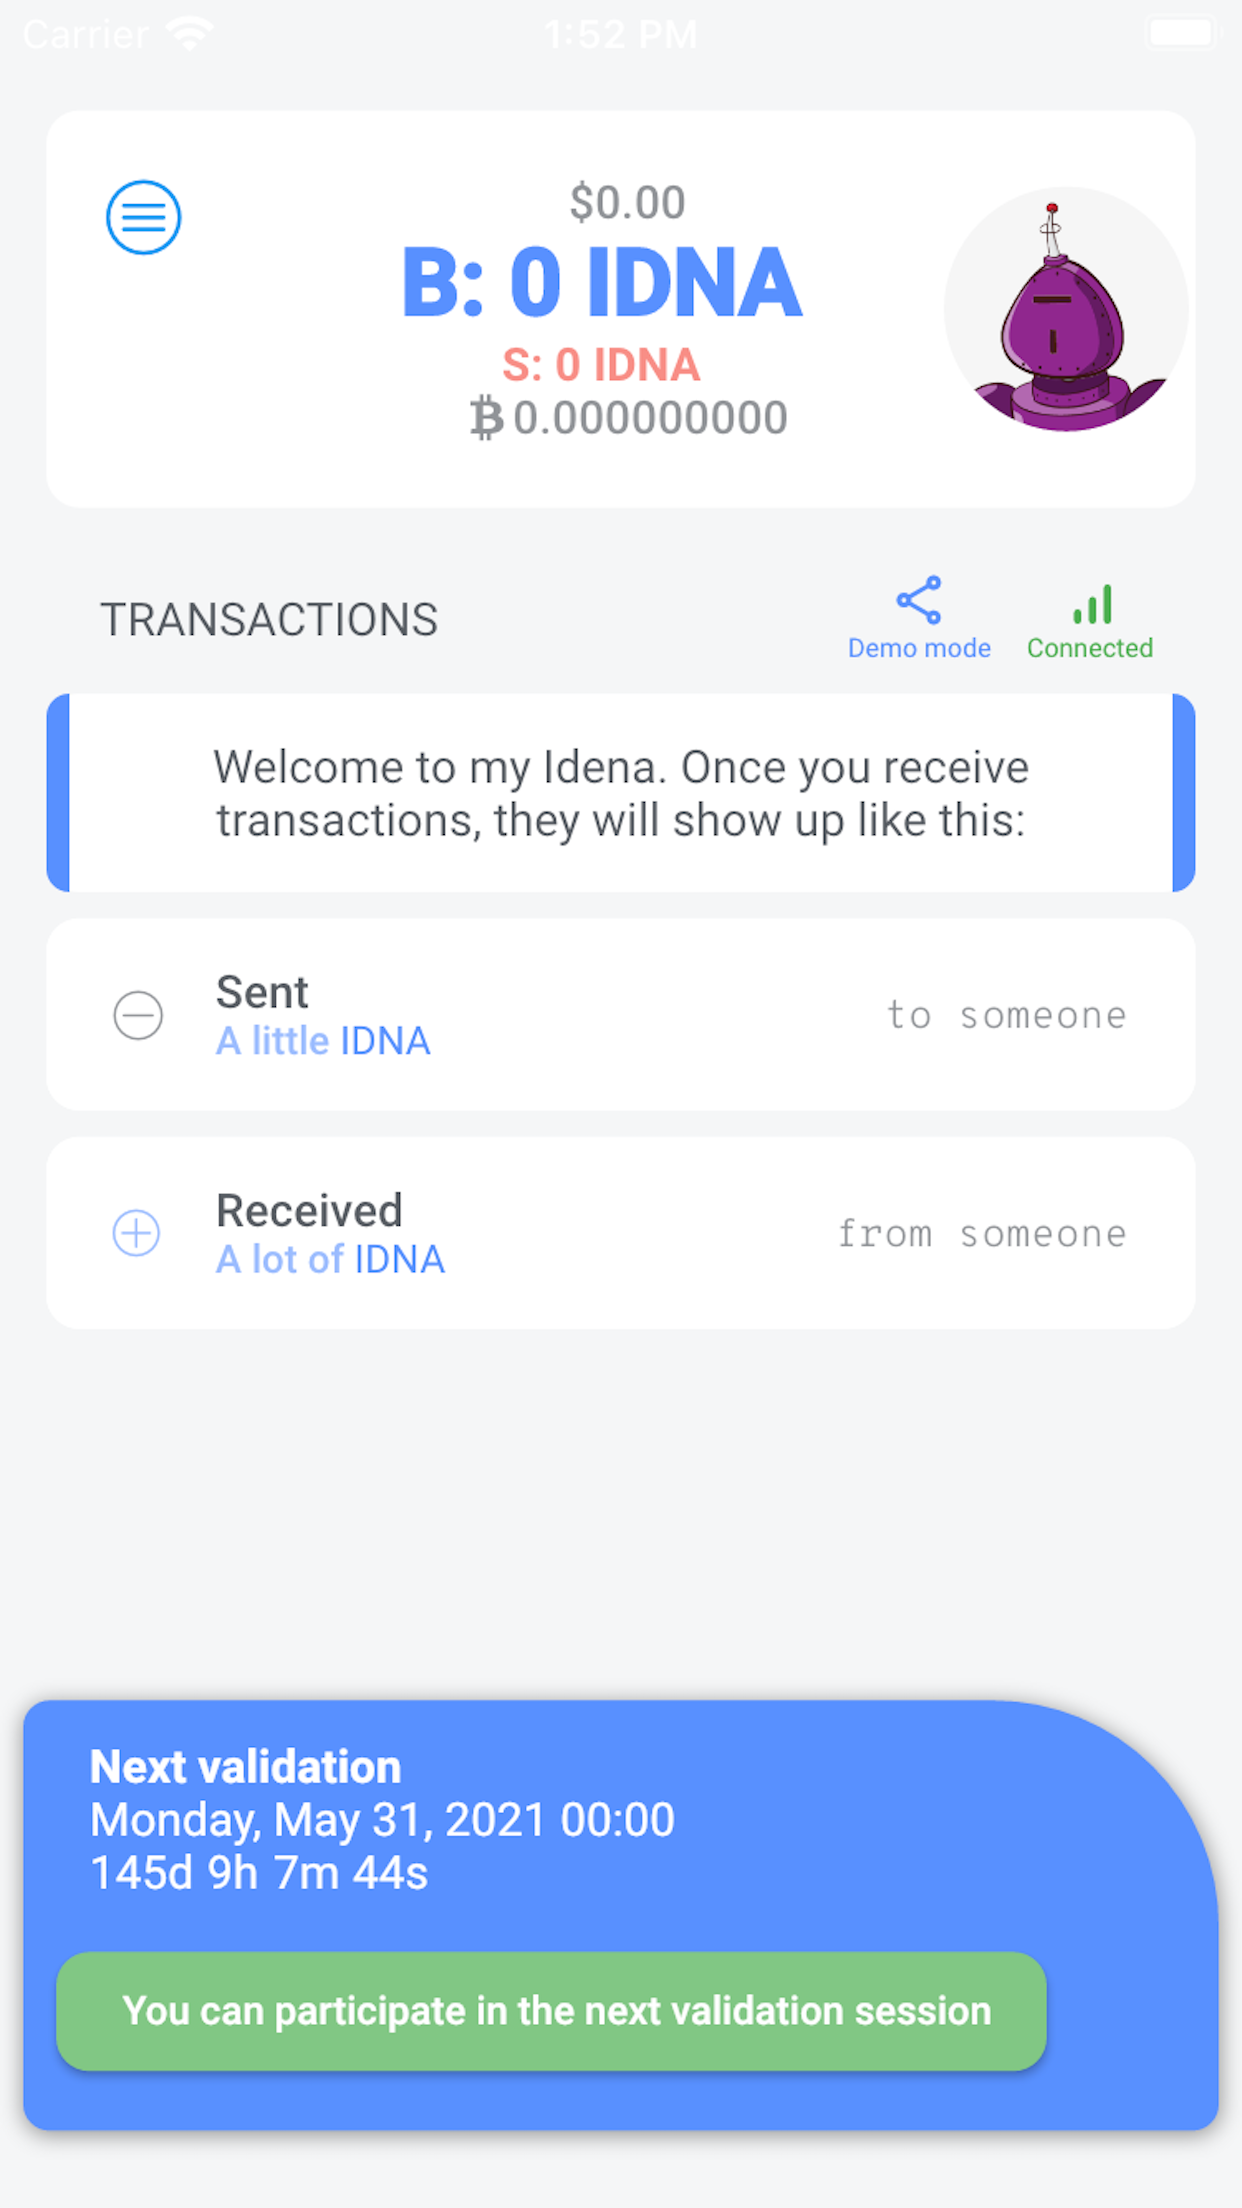 Carrier 1:52 PM
$0.00
B: 0 IDNA
S: 0 IDNA
₿0.000000000
TRANSACTIONS
Demo mode
Connected
Welcome to my Idena. Once you receive
transactions, they will show up like this:
Sent
A little IDNA
to someone
Received
A lot of IDNA
from someone
Next validation
Monday, May 31, 2021 00:00
145d 9h 7m 44s
You can participate in the next validation session